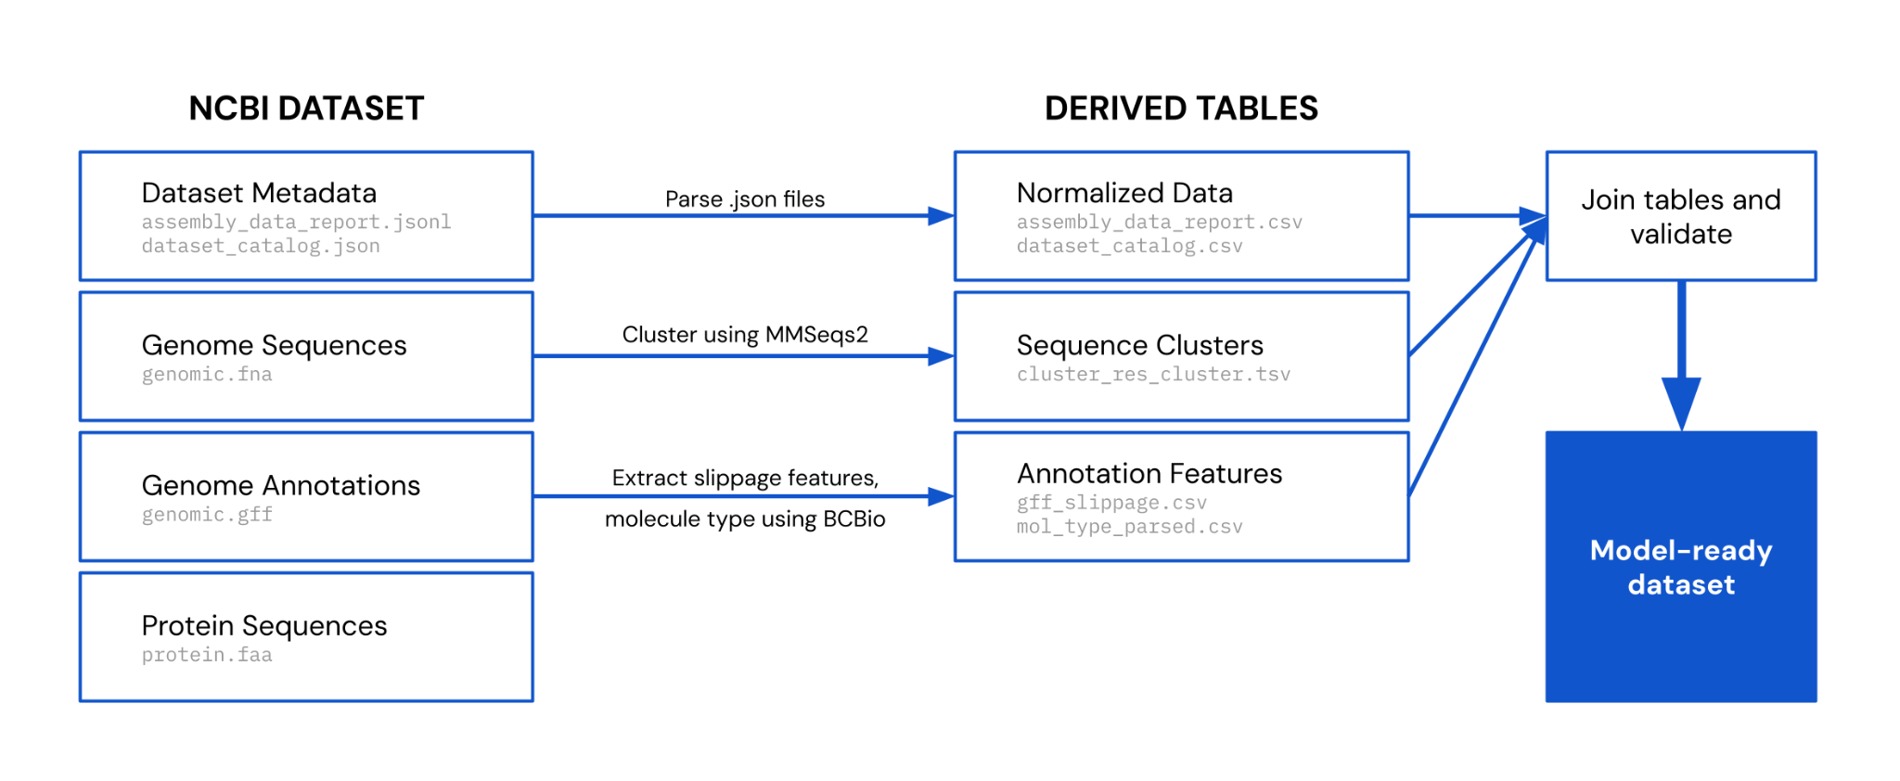 NCBI DATASET
Dataset Metadata
assembly_data_report.jsonl
dataset_catalog.json
Genome Sequences
genomic.fna
Genome Annotations
genomic.gff
Protein Sequences
protein.faa
Parse .json files
Cluster using MMSeqs2
Extract slippage features,
molecule type using BCBio
DERIVED TABLES
Normalized Data
assembly_data_report.csv
dataset_catalog.csv
Sequence Clusters
cluster_res_cluster.tsv
Annotation Features
gff_slippage.csv
mol_type_parsed.csv
Join tables and
validate
Model-ready
dataset